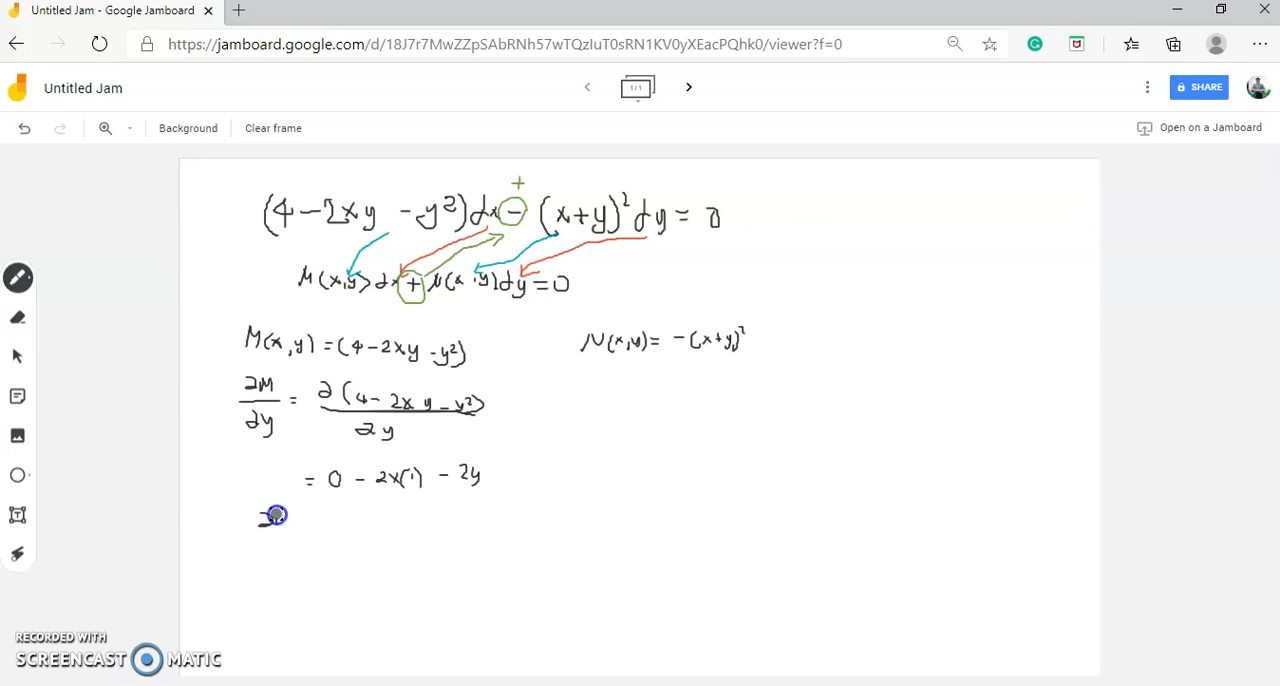 Untitled Jam - Google Jamboard
https://jamboard.google.com/d/18J7r7MwZZpSAbRNh57wTQzIuT0sRN1KV0yXEacPQhk0/viewer?f=0
Untitled Jam
1/1
SHARE
Background
Clear frame
Open on a Jamboard
+
(4-2xy -y²)dx - (x+y)² dy = 0
M(x,y) dx + N(x,y) dy = 0
M(x,y) = (4-2xy-y²)
N(x,y) = -(x+y)²
∂M/∂y = ∂(4-2xy-y²)/∂y
= 0 - 2x(1) - 2y
RECORDED WITH
SCREENCAST MATIC